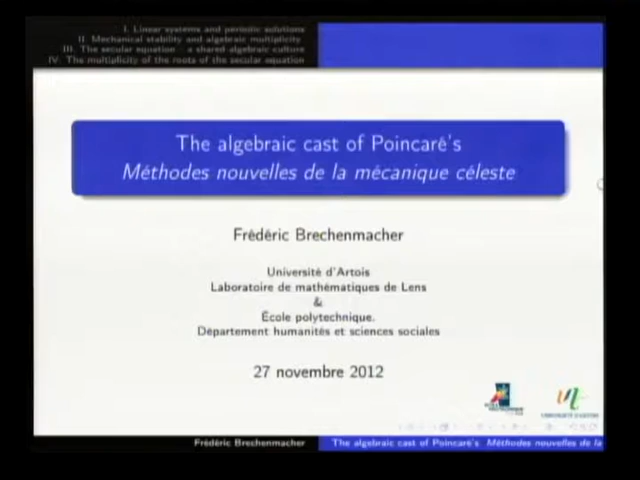 I. Linear systems and periodic solutions
II. Mechanical stability and algebraic multiplicity
III. The secular equation - a shared algebraic culture
IV. The multiplicity of the roots of the secular equation
The algebraic cast of Poincaré's
Méthodes nouvelles de la mécanique céleste
Frédéric Brechenmacher
Université d'Artois
Laboratoire de mathématiques de Lens
&
École polytechnique.
Département humanités et sciences sociales
27 novembre 2012
Frédéric Brechenmacher
The algebraic cast of Poincaré's Méthodes nouvelles de la